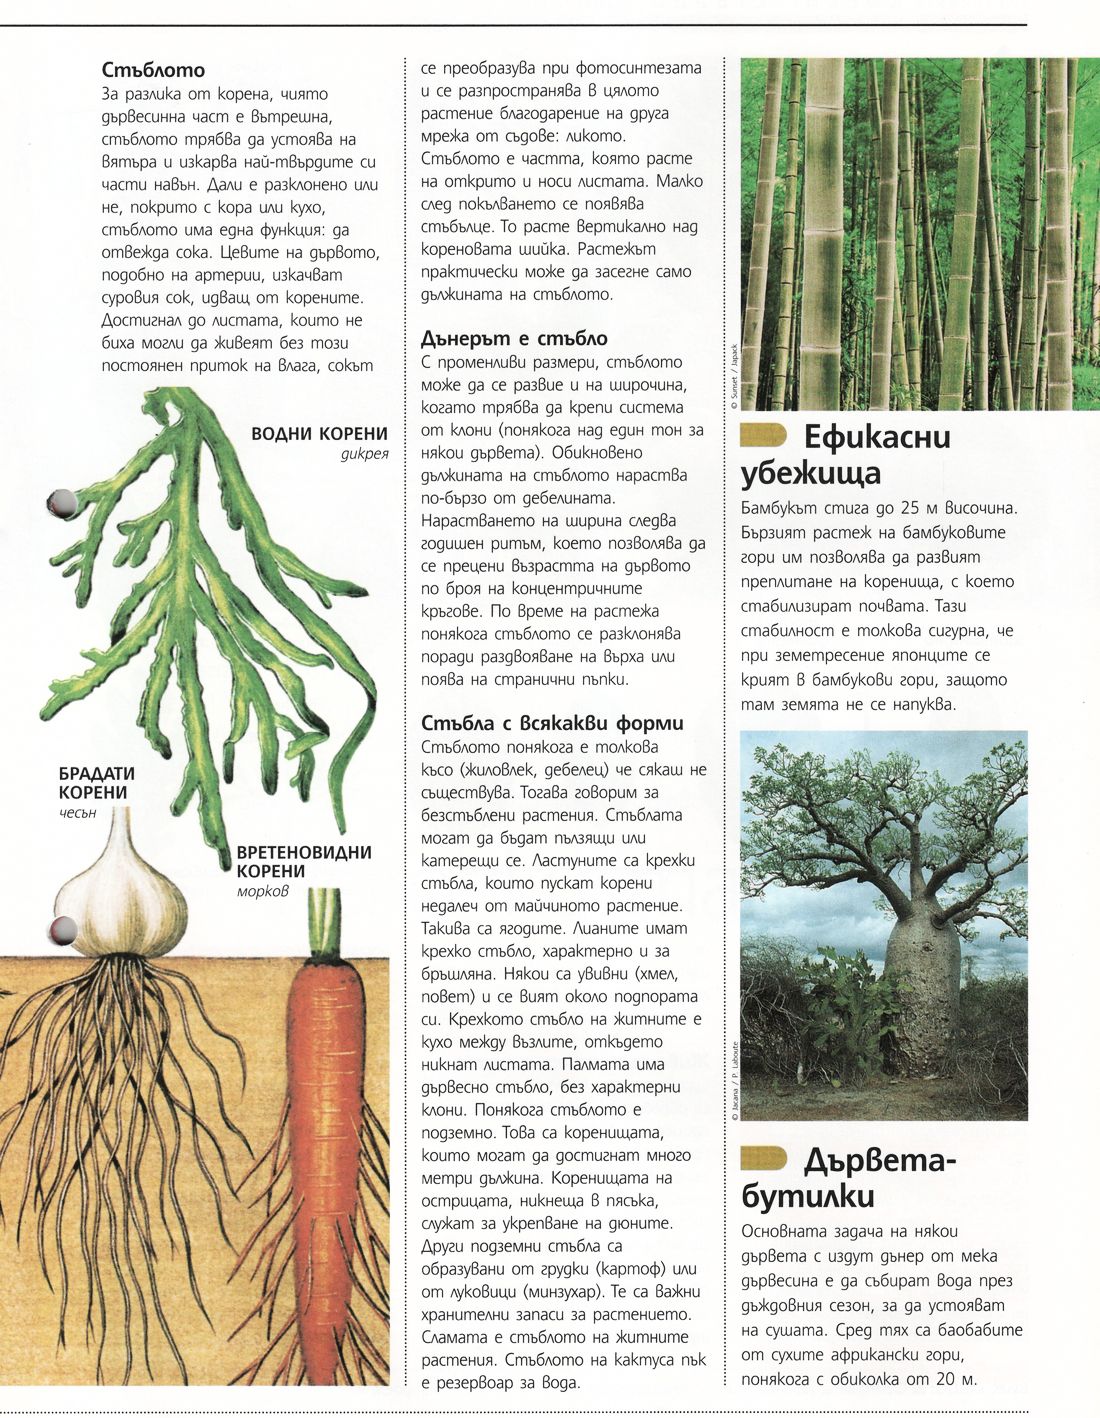 Стъблото
За разлика от корена, чиято
дървесинна част е вътрешна,
стъблото трябва да устоява на
вятъра и изкарва най-твърдите си
части навън. Дали е разклонено или
не, покрито с кора или кухо,
стъблото има една функция: да
отвежда сока. Цевите на дървото,
подобно на артерии, изкачват
суровия сок, идващ от корените.
Достигнал до листата, които не
биха могли да живеят без този
постоянен приток на влага, сокът
ВОДНИ КОРЕНИ
дикрея
БРАДАТИ
КОРЕНИ
чесън
ВРЕТЕНОВИДНИ
КОРЕНИ
морков
се преобразува при фотосинтезата
и се разпространява в цялото
растение благодарение на друга
мрежа от съдове: ликото.
Стъблото е частта, която расте
на открито и носи листата. Малко
след покълването се появява
стъбълце. То расте вертикално над
кореновата шийка. Растежът
практически може да засегне само
дължината на стъблото.
Дънерът е стъбло
С променливи размери, стъблото
може да се развие и на широчина,
когато трябва да крепи система
от клони (понякога над един тон за
някои дървета). Обикновено
дължината на стъблото нараства
по-бързо от дебелината.
Нарастването на ширина следва
годишен ритъм, което позволява да
се прецени възрастта на дървото
по броя на концентричните
кръгове. По време на растежа
понякога стъблото се разклонява
поради раздвояване на върха или
поява на странични пъпки.
Стъбла с всякакви форми
Стъблото понякога е толкова
късо (жиловлек, дебелец) че сякаш не
съществува. Тогава говорим за
безстъблени растения. Стъблата
могат да бъдат пълзящи или
катерещи се. Ластуните са крехки
стъбла, които пускат корени
недалеч от майчиното растение.
Такива са ягодите. Лианите имат
крехко стъбло, характерно и за
бръшляна. Някои са увивни (хмел,
повет) и се вият около подпората
си. Крехкото стъбло на житните е
кухо между възлите, откъдето
никнат листата. Палмата има
дървесно стъбло, без характерни
клони. Понякога стъблото е
подземно. Това са коренищата,
които могат да достигнат много
метри дължина. Коренищата на
острицата, никнеща в пясъка,
служат за укрепване на дюните.
Други подземни стъбла са
образувани от грудки (картоф) или
от луковици (минзухар). Те са важни
хранителни запаси за растението.
Сламата е стъблото на житните
растения. Стъблото на кактуса пък
е резервоар за вода.
© Sunset / Japack
Ефикасни
убежища
Бамбукът стига до 25 м височина.
Бързият растеж на бамбуковите
гори им позволява да развият
преплитане на коренища, с което
стабилизират почвата. Тази
стабилност е толкова сигурна, че
при земетресение японците се
крият в бамбукови гори, защото
там земята не се напуква.
© Jacana / P. Laboute
Дървета-
бутилки
Основната задача на някои
дървета с издут дънер от мека
дървесина е да събират вода през
дъждовния сезон, за да устояват
на сушата. Сред тях са баобабите
от сухите африкански гори,
понякога с обиколка от 20 м.